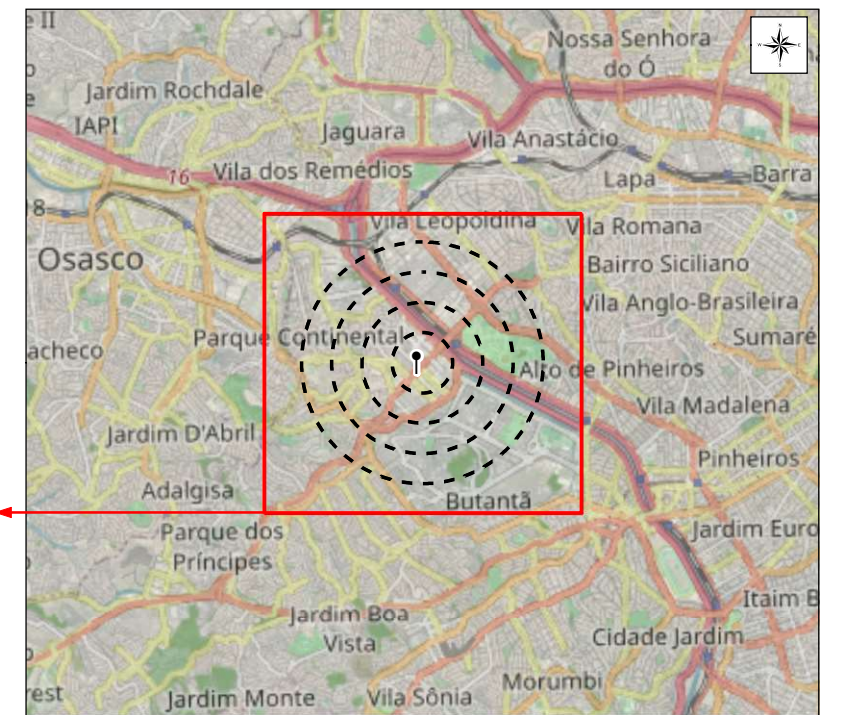 II
Nossa Senhora
do Ó
Jardim Rochdale
IAPI
Jaguara
Vila Anastácio
16
Vila dos Remédios
Lapa
Barra
8
Vila Leopoldina
Vila Romana
Osasco
Bairro Siciliano
Vila Anglo-Brasileira
Parque Continental
Sumaré
acheco
Alto de Pinheiros
Vila Madalena
Jardim D'Abril
Pinheiros
Adalgisa
Butantã
Parque dos
Príncipes
Jardim Euro
Itaim B
Jardim Boa
Vista
Cidade Jardim
Morumbi
rest
Jardim Monte
Vila Sônia